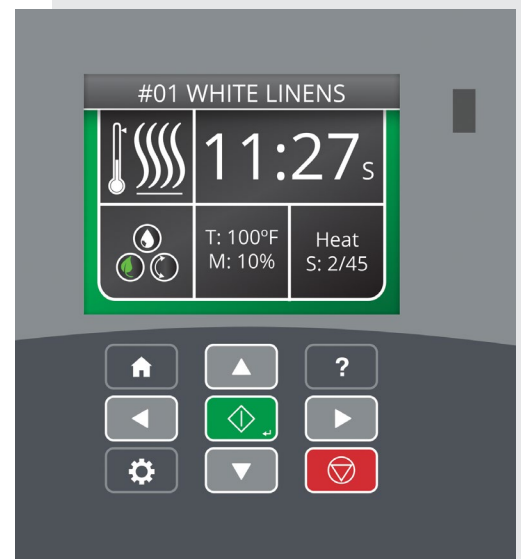 #01 WHITE LINENS
11:27s
T: 100°F
M: 10%
Heat
S: 2/45
?